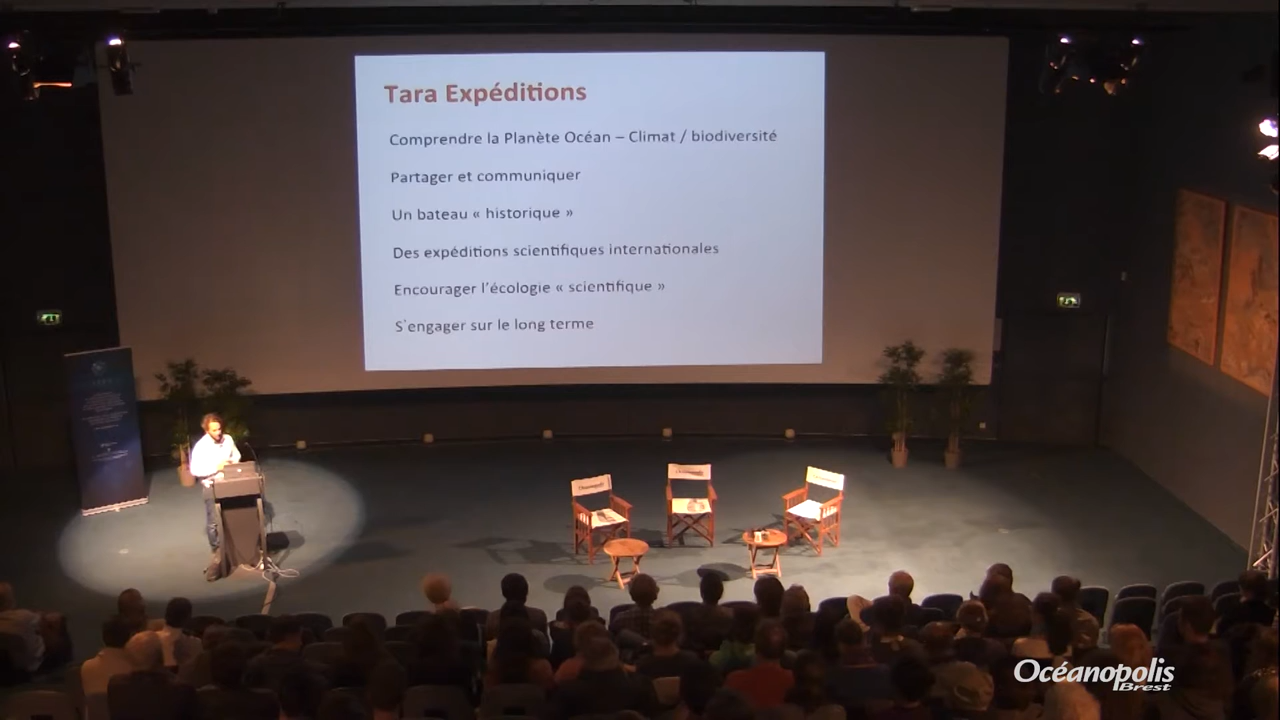 Tara Expéditions
Comprendre la Planète Océan – Climat / biodiversité
Partager et communiquer
Un bateau « historique »
Des expéditions scientifiques internationales
Encourager l'écologie « scientifique »
S'engager sur le long terme
Océanopolis
Océanopolis
Brest